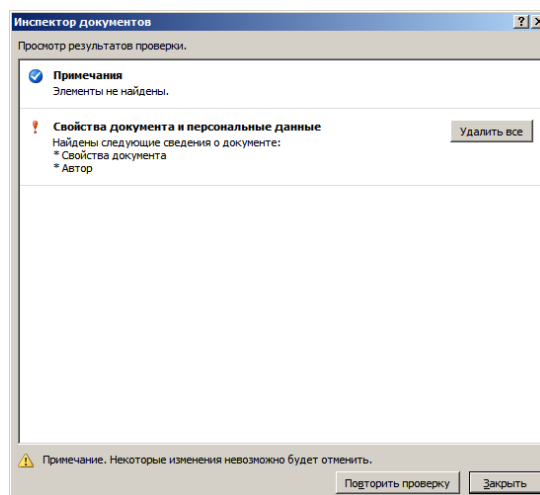 Инспектор документов
Просмотр результатов проверки.
Примечания
Элементы не найдены.
Свойства документа и персональные данные
Удалить все
Найдены следующие сведения о документе:
* Свойства документа
* Автор
Примечание. Некоторые изменения невозможно будет отменить.
Повторить проверку
Закрыть